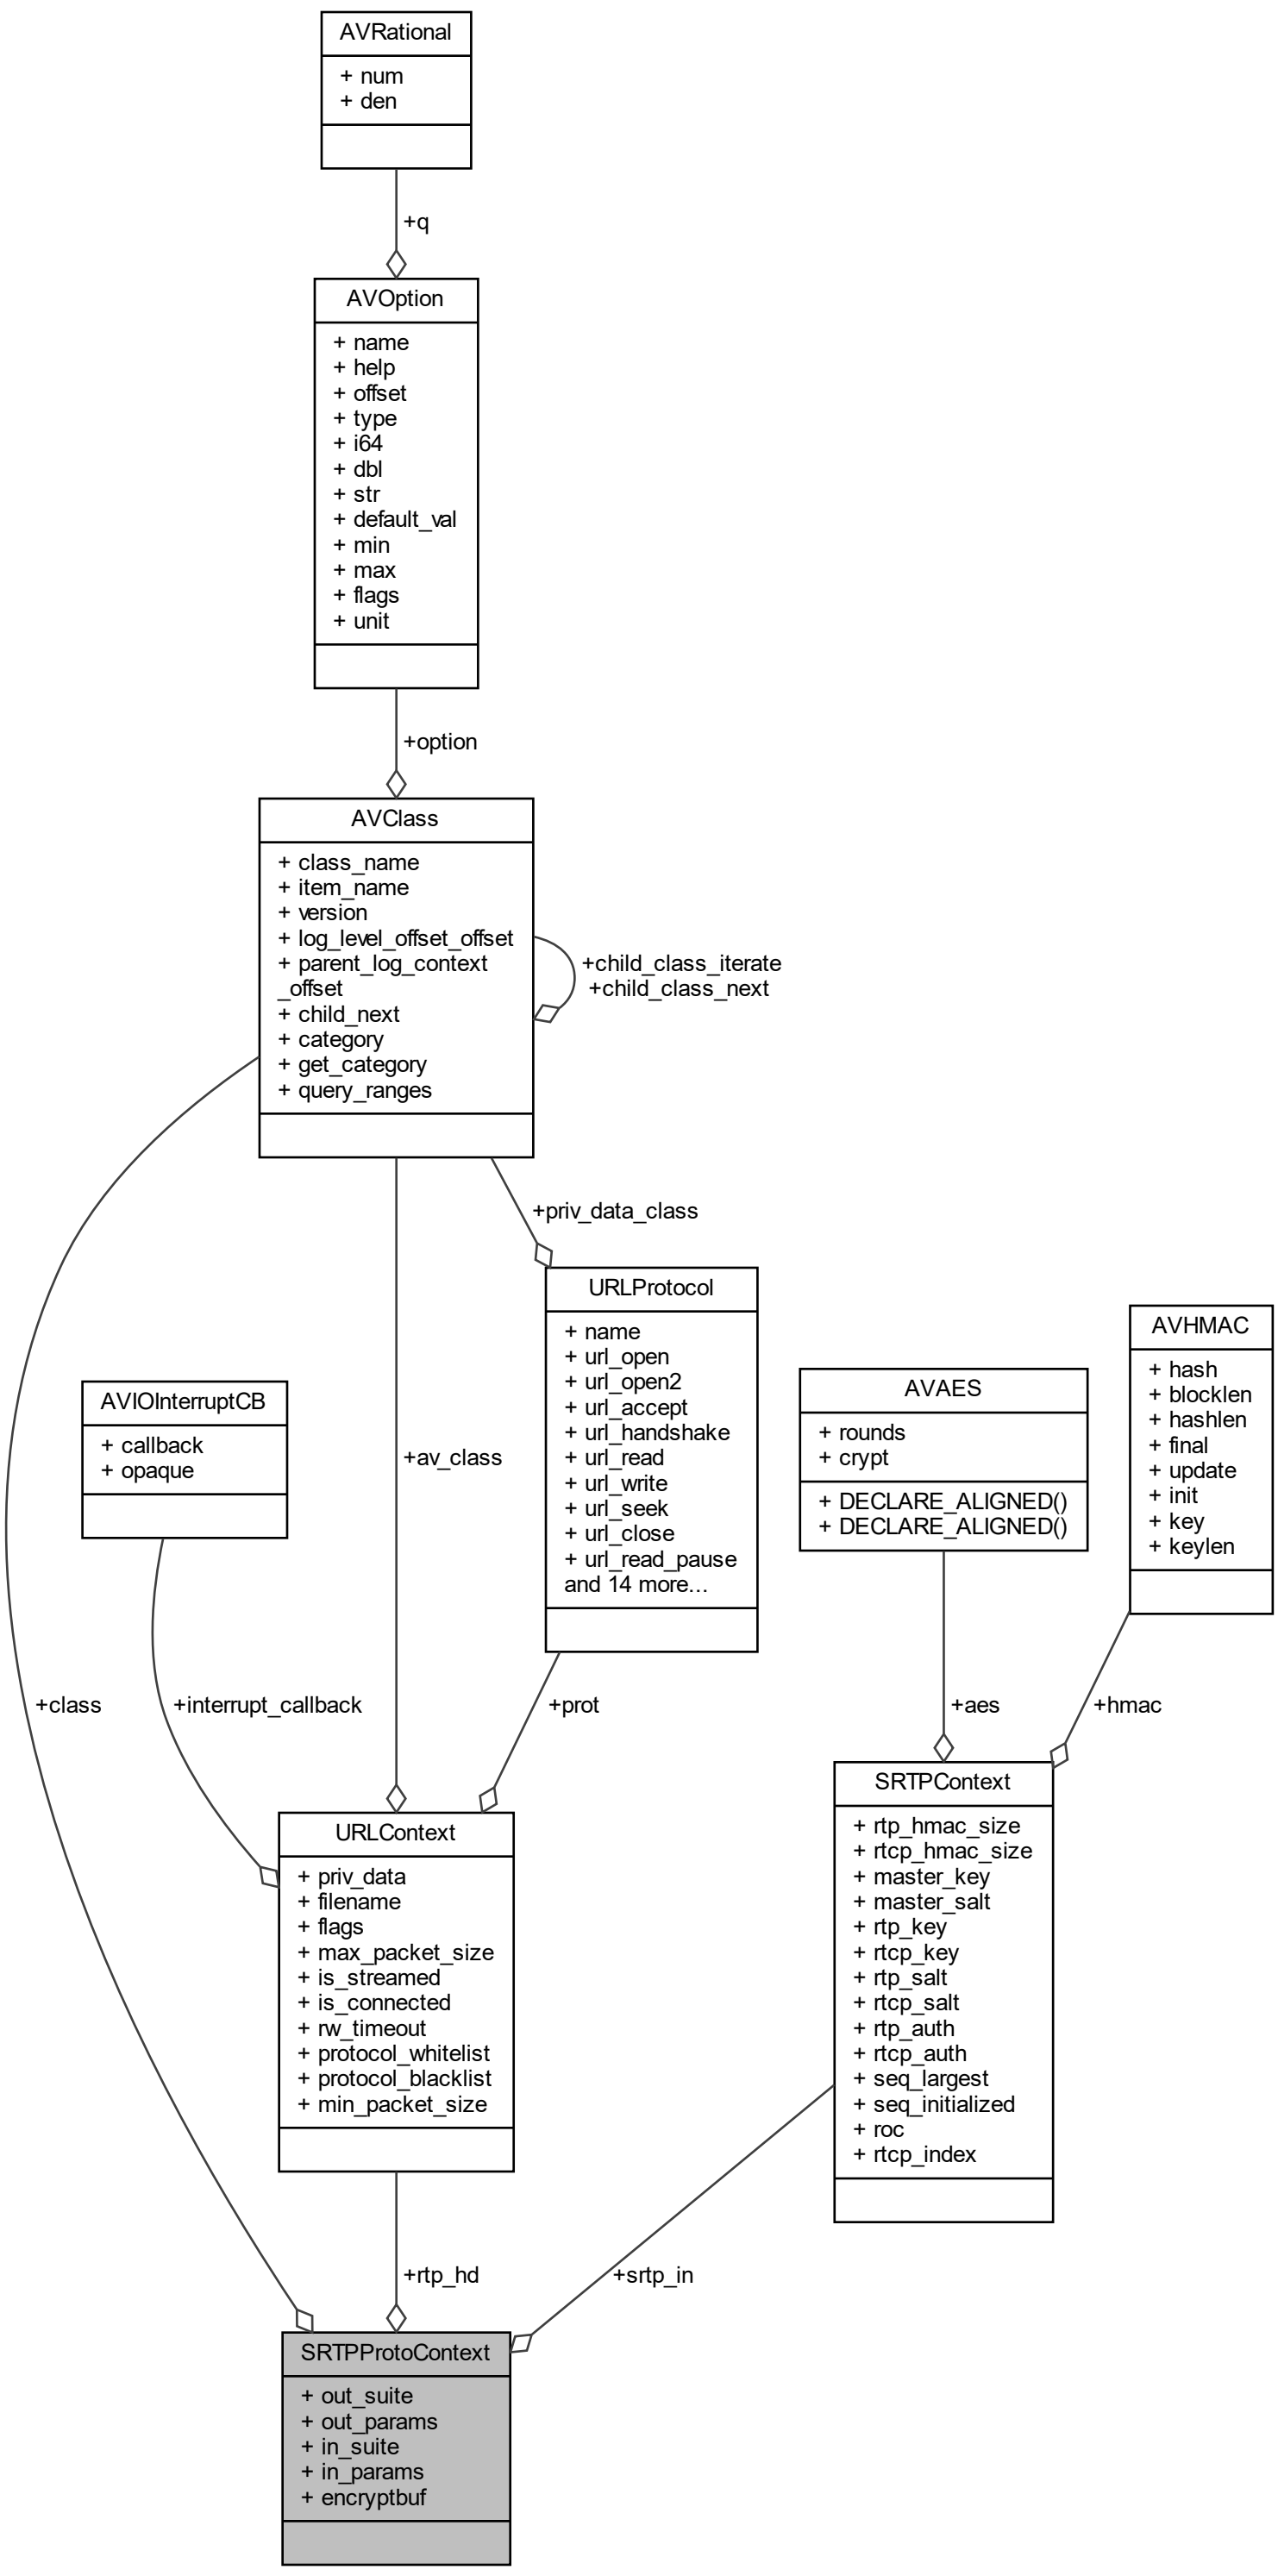 AVRational
+ num
+ den
+q
AVOption
+ name
+ help
+ offset
+ type
+ i64
+ dbl
+ str
+ default_val
+ min
+ max
+ flags
+ unit
+option
AVClass
+ class_name
+ item_name
+ version
+ log_level_offset_offset
+ parent_log_context
_offset
+ child_next
+ category
+ get_category
+ query_ranges
+child_class_iterate
+child_class_next
+priv_data_class
URLProtocol
+ name
+ url_open
+ url_open2
+ url_accept
+ url_handshake
+ url_read
+ url_write
+ url_seek
+ url_close
+ url_read_pause
and 14 more...
AVIOInterruptCB
+ callback
+ opaque
+av_class
AVAES
+ rounds
+ crypt
+ DECLARE_ALIGNED()
+ DECLARE_ALIGNED()
AVHMAC
+ hash
+ blocklen
+ hashlen
+ final
+ update
+ init
+ key
+ keylen
+class
+interrupt_callback
+prot
+aes
+hmac
URLContext
+ priv_data
+ filename
+ flags
+ max_packet_size
+ is_streamed
+ is_connected
+ rw_timeout
+ protocol_whitelist
+ protocol_blacklist
+ min_packet_size
SRTPContext
+ rtp_hmac_size
+ rtcp_hmac_size
+ master_key
+ master_salt
+ rtp_key
+ rtcp_key
+ rtp_salt
+ rtcp_salt
+ rtp_auth
+ rtcp_auth
+ seq_largest
+ seq_initialized
+ roc
+ rtcp_index
+rtp_hd
+srtp_in
SRTPProtoContext
+ out_suite
+ out_params
+ in_suite
+ in_params
+ encryptbuf